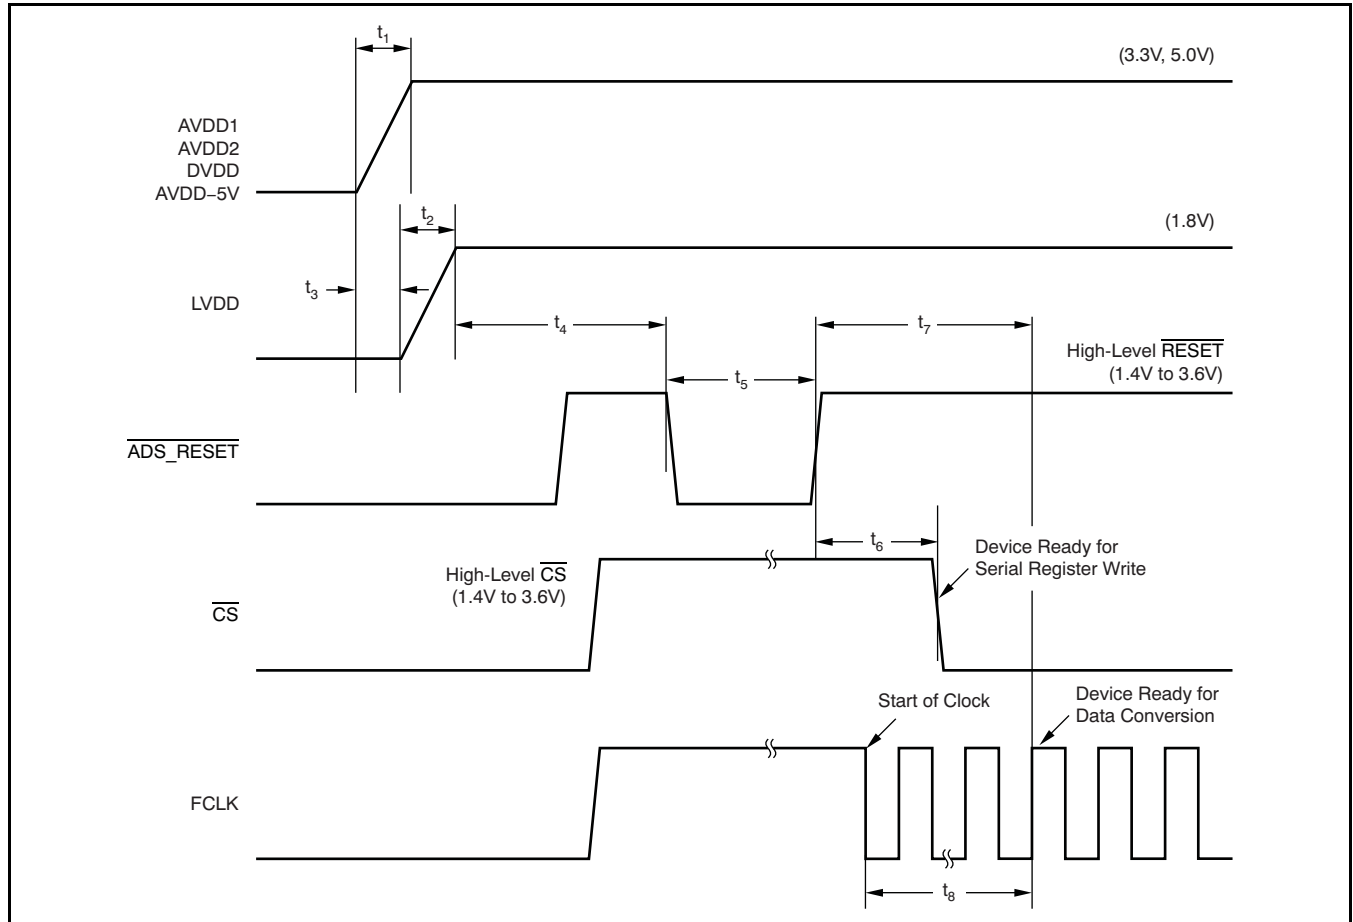 t1
(3.3V, 5.0V)
AVDD1
AVDD2
DVDD
AVDD–5V
t2
(1.8V)
t3
LVDD
t4
t7
High-Level RESET
(1.4V to 3.6V)
t5
ADS_RESET
t6
Device Ready for
Serial Register Write
High-Level CS
(1.4V to 3.6V)
CS
Start of Clock
Device Ready for
Data Conversion
FCLK
t8